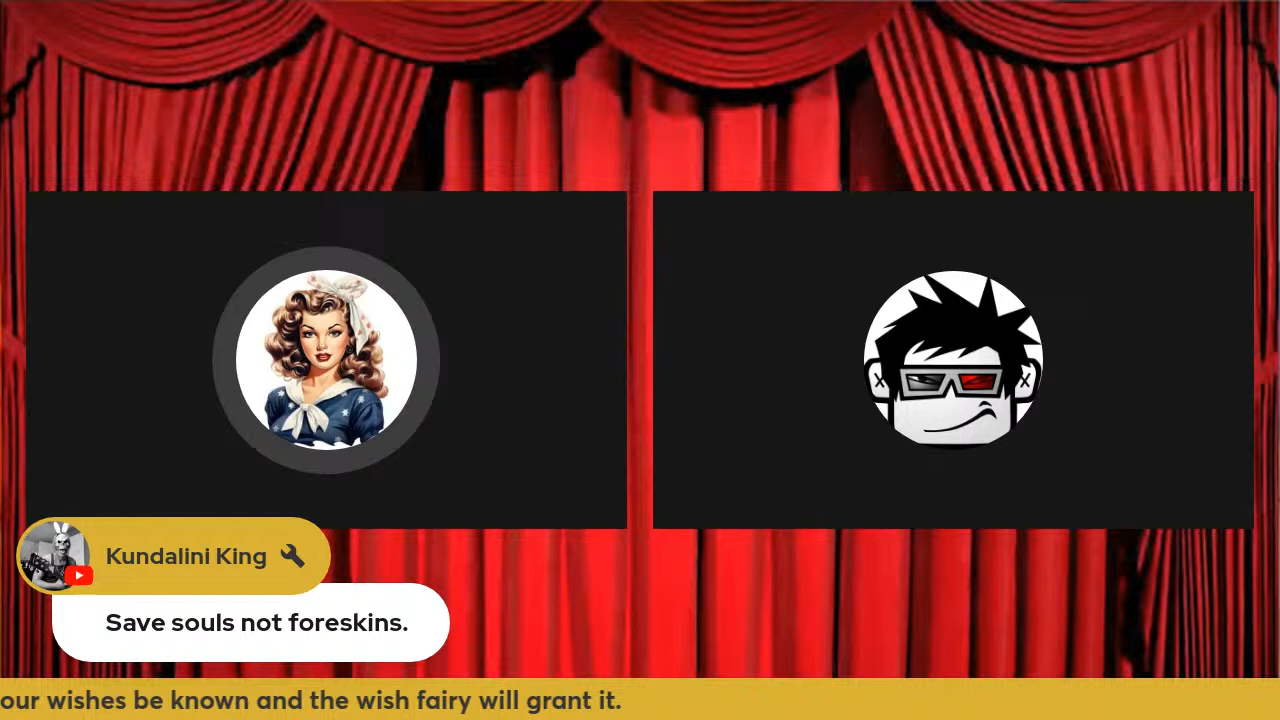 Kundalini King
Save souls not foreskins.
our wishes be known and the wish fairy will grant it.